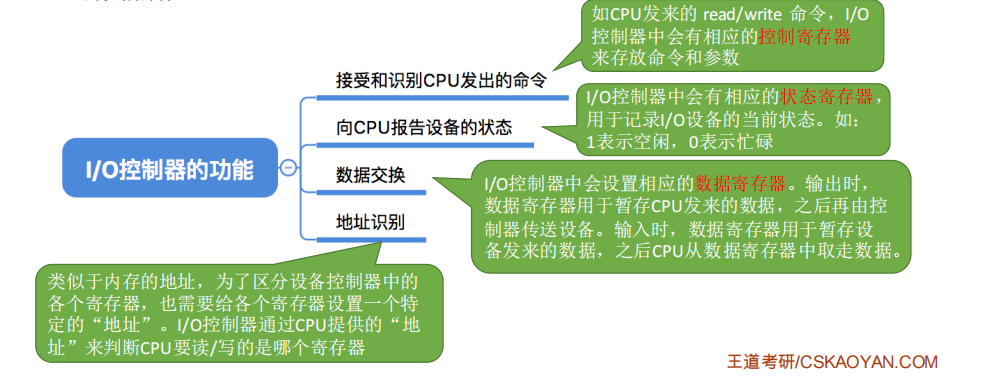 如CPU发来的 read/write 命令，I/O
控制器中会有相应的控制寄存器
来存放命令和参数
接受和识别CPU发出的命令
I/O控制器中会有相应的状态寄存器，
用于记录I/O设备的当前状态。如：
1表示空闲，0表示忙碌
向CPU报告设备的状态
I/O控制器的功能
数据交换
I/O控制器中会设置相应的数据寄存器。输出时，
数据寄存器用于暂存CPU发来的数据，之后再由控
制器传送设备。输入时，数据寄存器用于暂存设
备发来的数据，之后CPU从数据寄存器中取走数据。
地址识别
类似于内存的地址，为了区分设备控制器中的
各个寄存器，也需要给各个寄存器设置一个特
定的“地址”。I/O控制器通过CPU提供的“地
址”来判断CPU要读/写的是哪个寄存器
王道考研/CSKAOYAN.COM